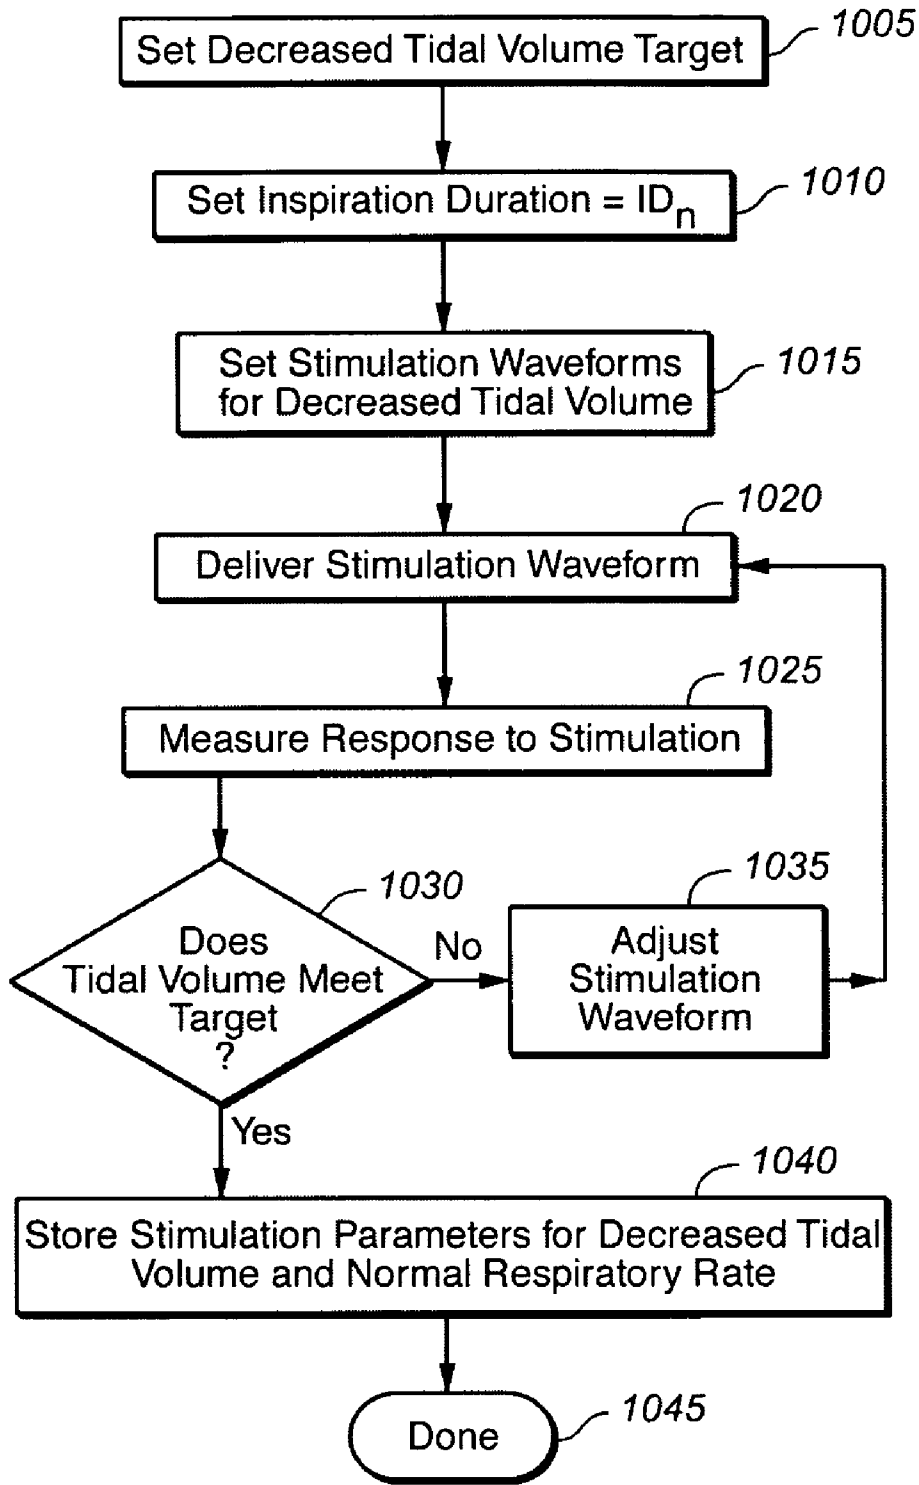 1005
Set Decreased Tidal Volume Target
1010
Set Inspiration Duration = IDn
1015
Set Stimulation Waveforms
for Decreased Tidal Volume
1020
Deliver Stimulation Waveform
1025
Measure Response to Stimulation
1030
Does
Tidal Volume Meet
Target
?
No
1035
Adjust
Stimulation
Waveform
Yes
1040
Store Stimulation Parameters for Decreased Tidal
Volume and Normal Respiratory Rate
1045
Done